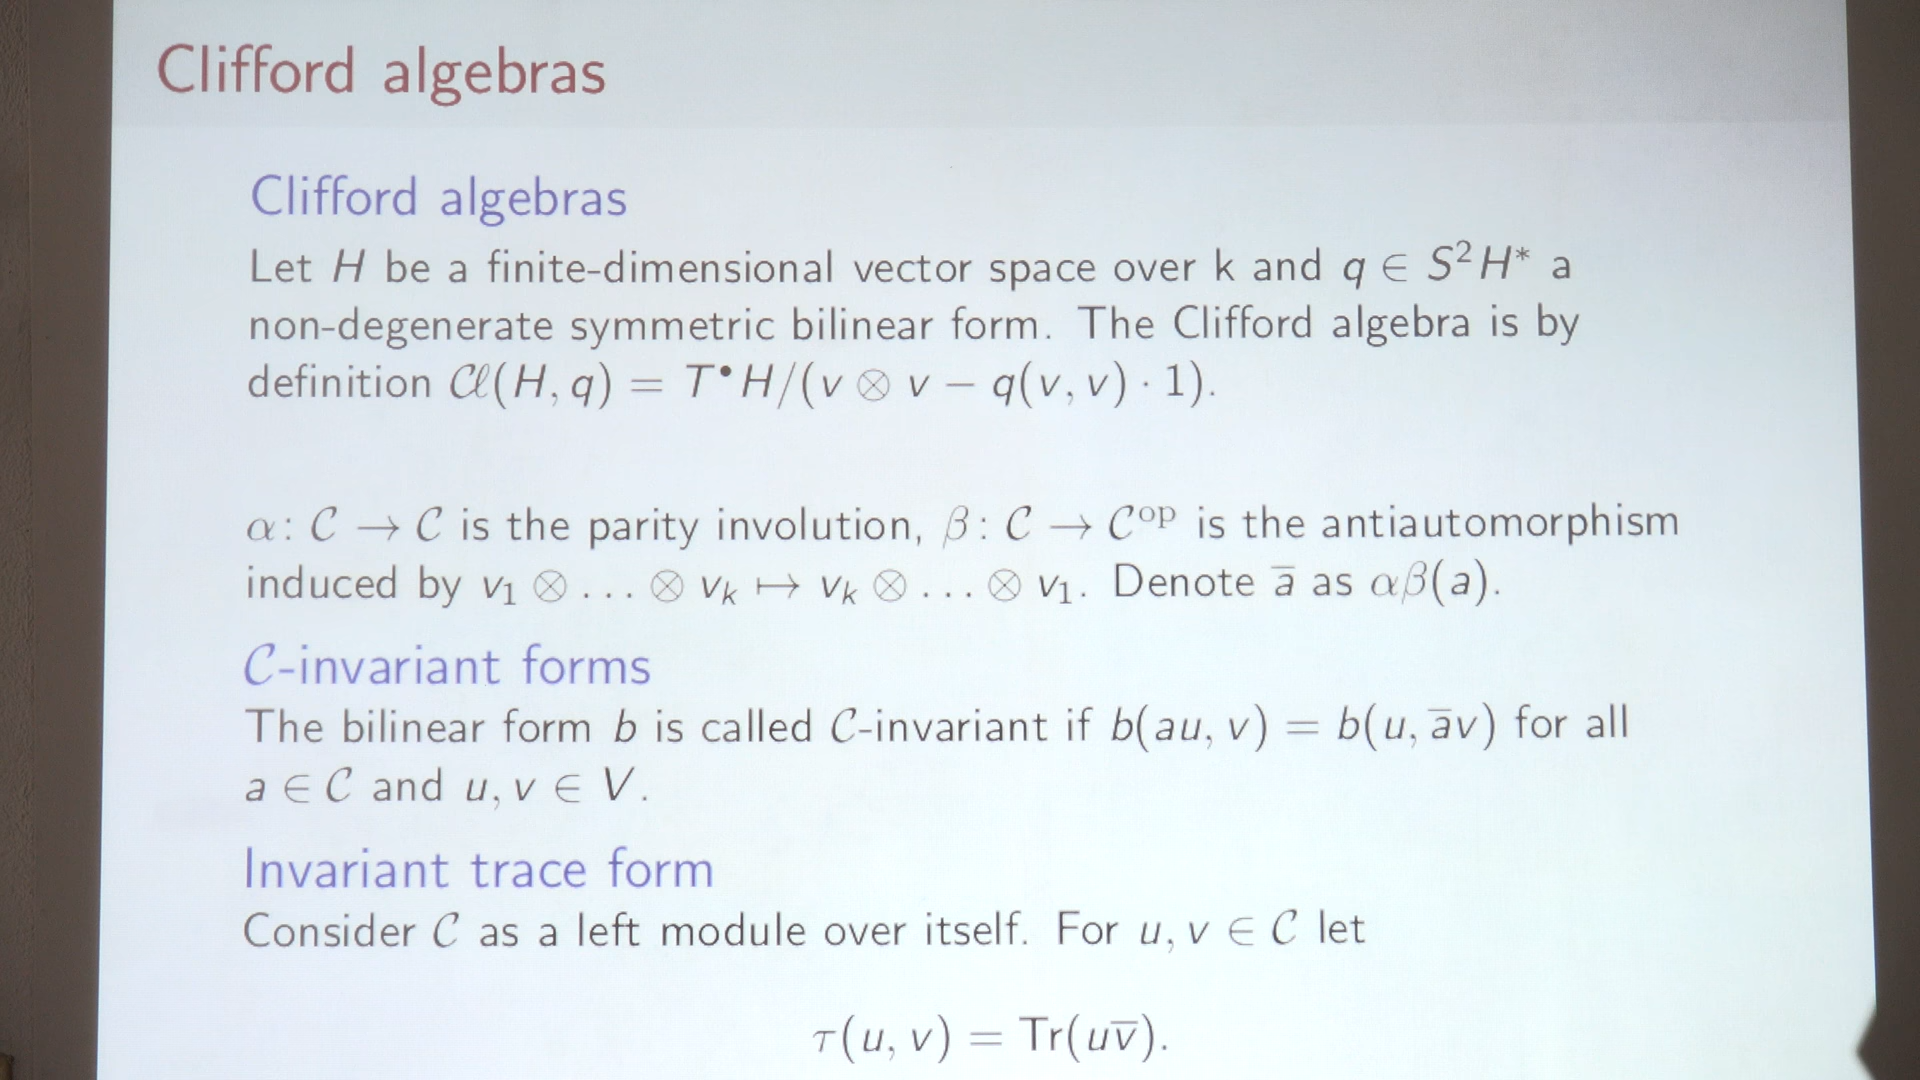 Clifford algebras
Clifford algebras
Let H be a finite-dimensional vector space over k and q ∈ S²H* a
non-degenerate symmetric bilinear form. The Clifford algebra is by
definition 𝒞ℓ(H, q) = T•H/(v ⊗ v − q(v, v) · 1).
α: 𝒞 → 𝒞 is the parity involution, β: 𝒞 → 𝒞ᵒᵖ is the antiautomorphism
induced by v₁ ⊗ ... ⊗ vₖ ↦ vₖ ⊗ ... ⊗ v₁. Denote a̅ as αβ(a).
𝒞-invariant forms
The bilinear form b is called 𝒞-invariant if b(au, v) = b(u, a̅v) for all
a ∈ 𝒞 and u, v ∈ V.
Invariant trace form
Consider 𝒞 as a left module over itself. For u, v ∈ 𝒞 let
τ(u, v) = Tr(uv̅).